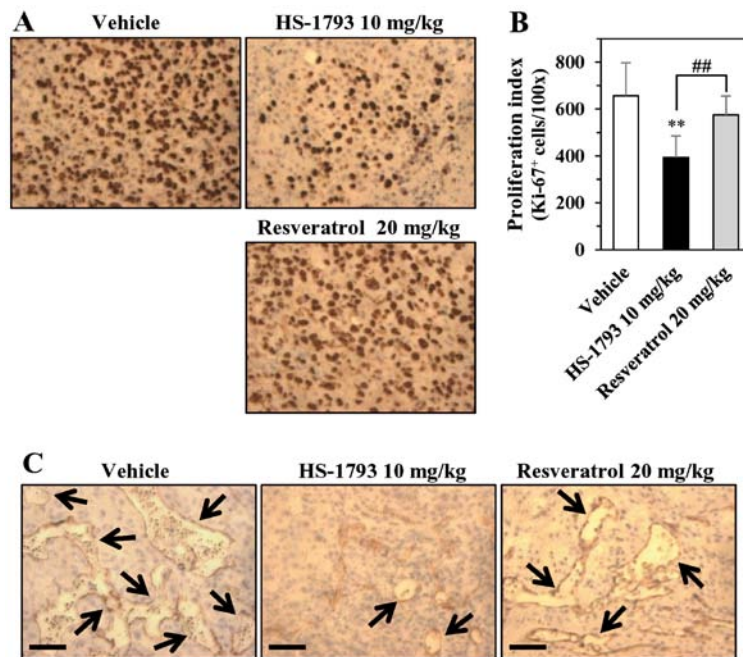 A
Vehicle
HS-1793 10 mg/kg
Resveratrol 20 mg/kg
B
Proliferation index
(Ki-67+ cells/100x)
800
600
400
200
0
##
**
Vehicle
HS-1793 10 mg/kg
Resveratrol 20 mg/kg
C
Vehicle
HS-1793 10 mg/kg
Resveratrol 20 mg/kg